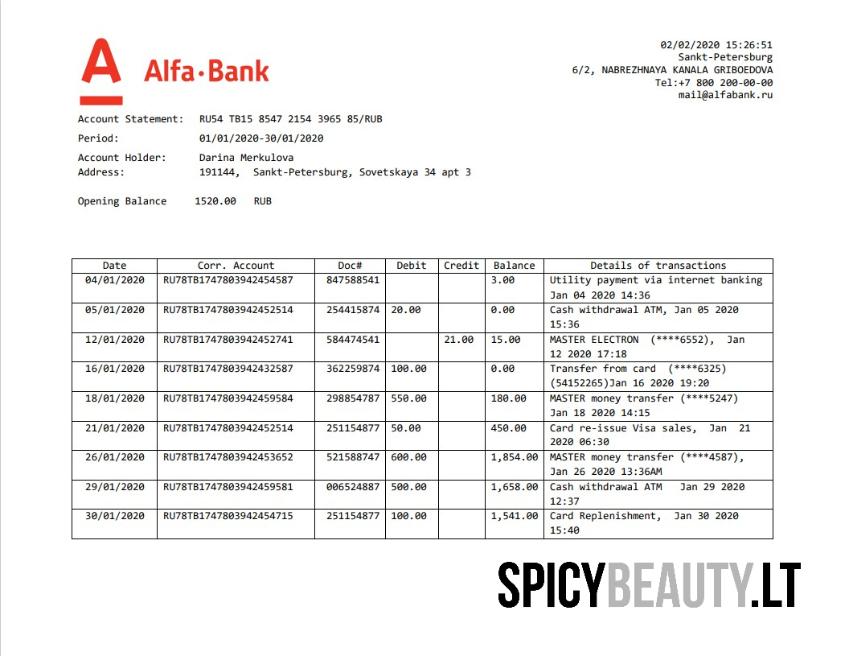 Alfa·Bank
02/02/2020 15:26:51
Sankt-Petersburg
6/2, NABREZHNAYA KANALA GRIBOEDOVA
Tel:+7 800 200-00-00
mail@alfabank.ru
Account Statement: RU54 TB15 8547 2154 3965 85/RUB
Period: 01/01/2020-30/01/2020
Account Holder: Darina Merkulova
Address: 191144, Sankt-Petersburg, Sovetskaya 34 apt 3
Opening Balance 1520.00 RUB
Date Corr. Account Doc# Debit Credit Balance Details of transactions
04/01/2020 RU78TB1747803942454587 847588541 3.00 Utility payment via internet banking
Jan 04 2020 14:36
05/01/2020 RU78TB1747803942452514 254415874 20.00 0.00 Cash withdrawal ATM, Jan 05 2020
15:36
12/01/2020 RU78TB1747803942452741 584474541 21.00 15.00 MASTER ELECTRON (****6552), Jan
12 2020 17:18
16/01/2020 RU78TB1747803942432587 362259874 100.00 0.00 Transfer from card (****6325)
(54152265)Jan 16 2020 19:20
18/01/2020 RU78TB1747803942459584 298854787 550.00 180.00 MASTER money transfer (****5247)
Jan 18 2020 14:15
21/01/2020 RU78TB1747803942452514 251154877 50.00 450.00 Card re-issue Visa sales, Jan 21
2020 06:30
26/01/2020 RU78TB1747803942453652 521588747 600.00 1,854.00 MASTER money transfer (****4587),
Jan 26 2020 13:36AM
29/01/2020 RU78TB1747803942459581 006524887 500.00 1,658.00 Cash withdrawal ATM Jan 29 2020
12:37
30/01/2020 RU78TB1747803942454715 251154877 100.00 1,541.00 Card Replenishment, Jan 30 2020
15:40
SPICYBEAUTY.LT